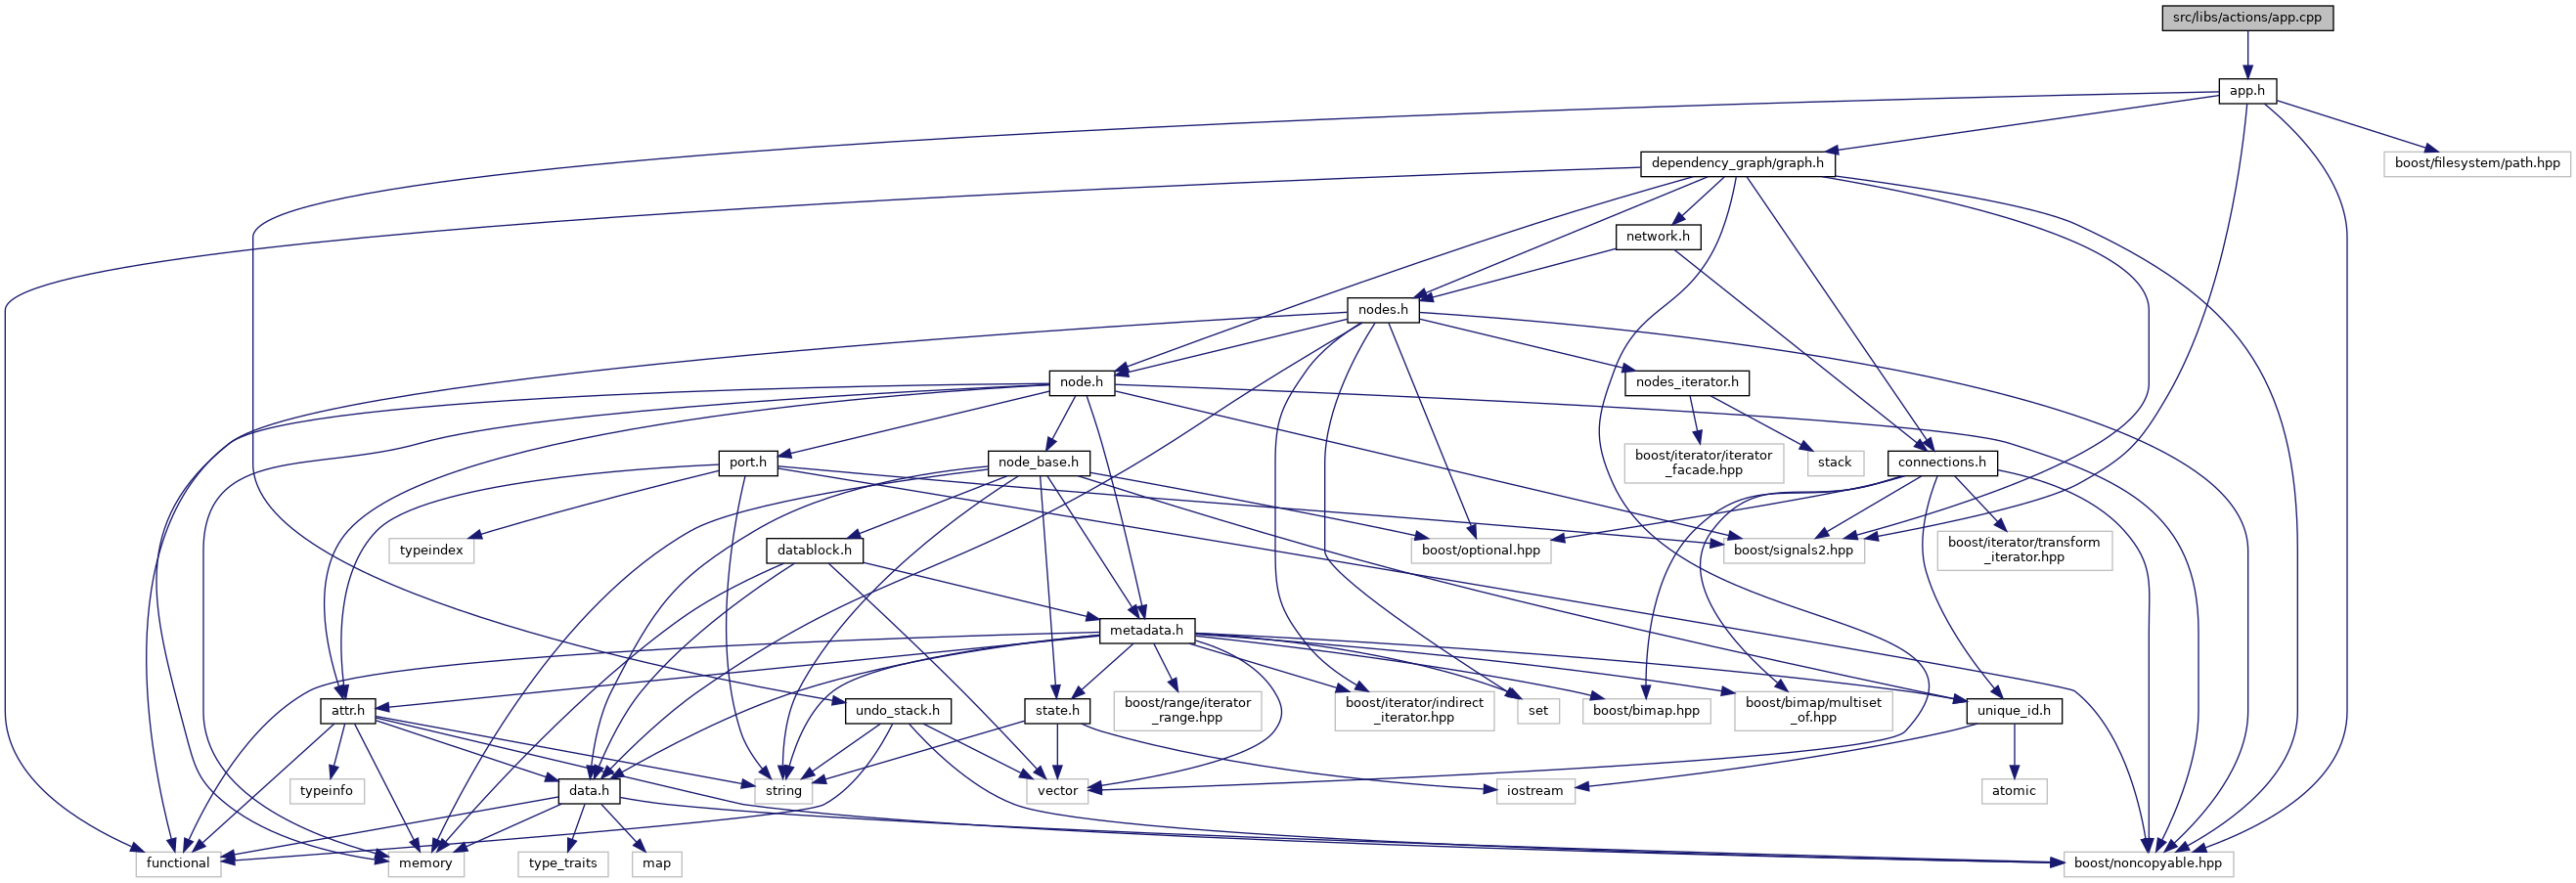 src/libs/actions/app.cpp
app.h
dependency_graph/graph.h
boost/filesystem/path.hpp
network.h
nodes.h
node.h
nodes_iterator.h
port.h
node_base.h
boost/iterator/iterator
_facade.hpp
stack
connections.h
typeindex
datablock.h
boost/optional.hpp
boost/signals2.hpp
boost/iterator/transform
_iterator.hpp
metadata.h
attr.h
undo_stack.h
state.h
boost/range/iterator
_range.hpp
boost/iterator/indirect
_iterator.hpp
set
boost/bimap.hpp
boost/bimap/multiset
_of.hpp
unique_id.h
typeinfo
data.h
string
vector
iostream
atomic
functional
memory
type_traits
map
boost/noncopyable.hpp